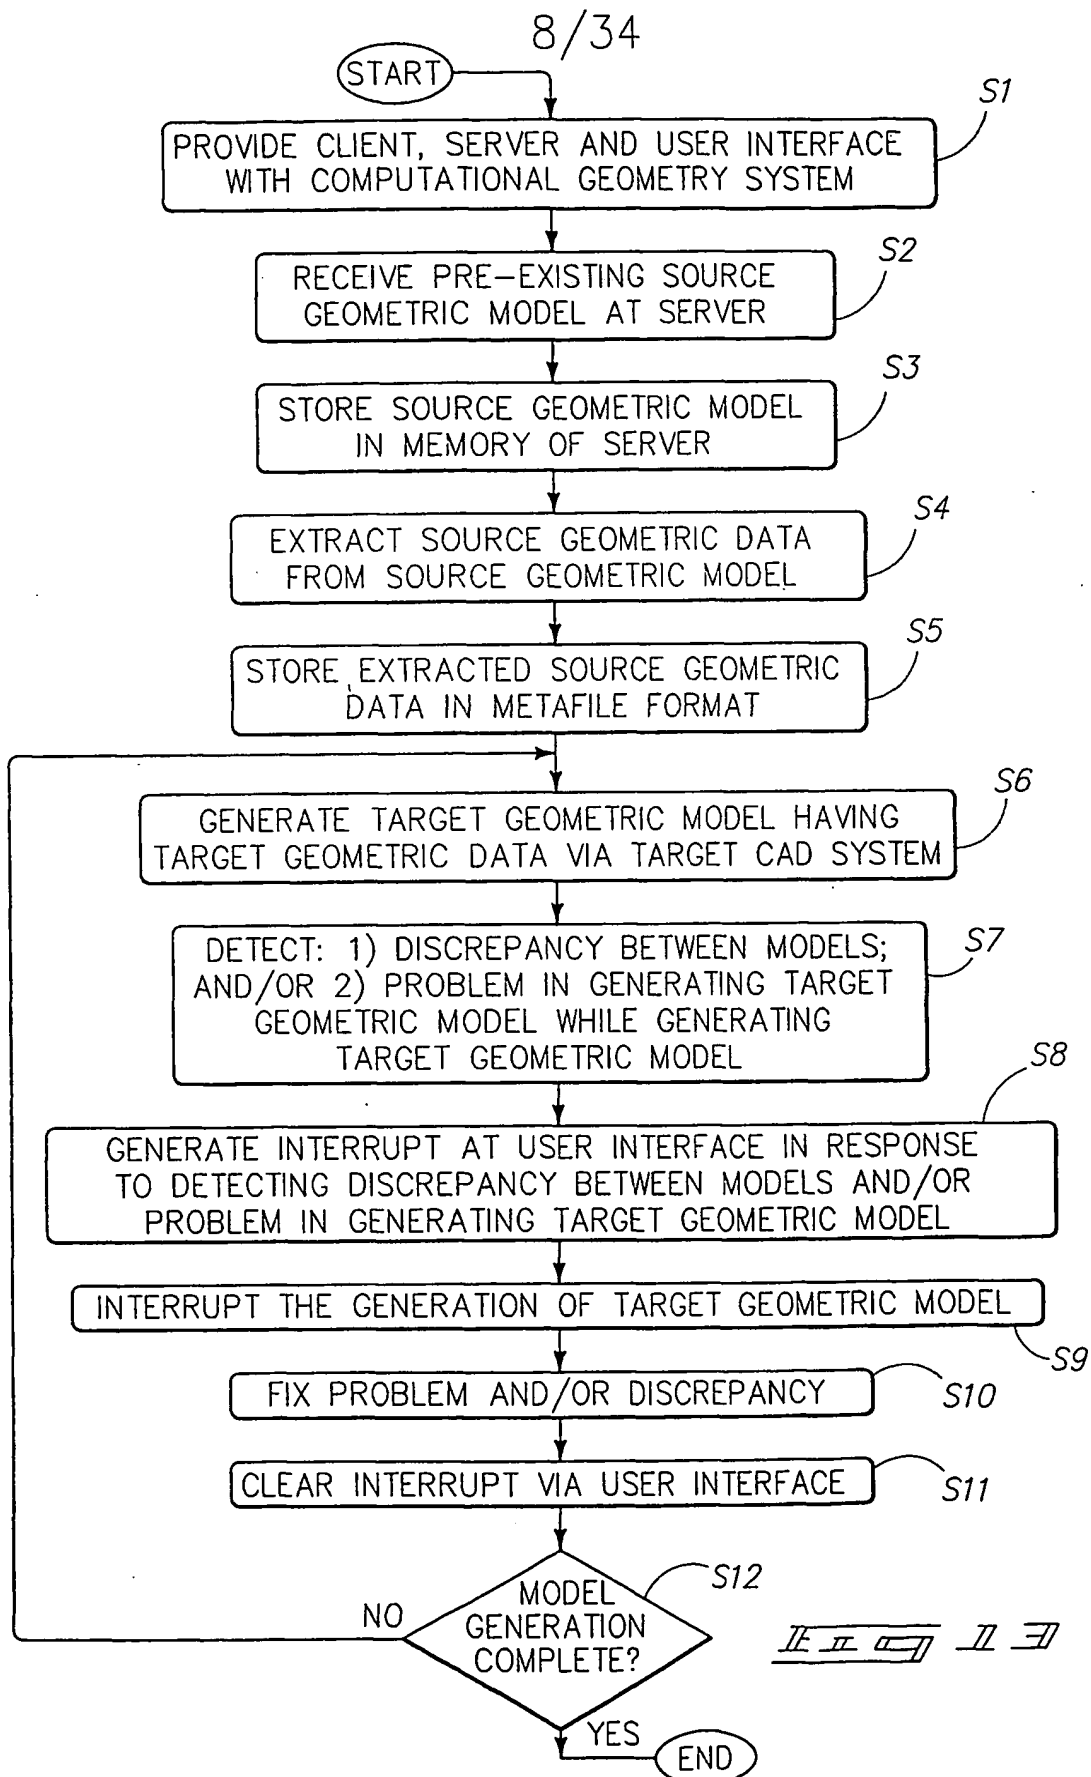 8/34
START
S1
PROVIDE CLIENT, SERVER AND USER INTERFACE
WITH COMPUTATIONAL GEOMETRY SYSTEM
S2
RECEIVE PRE-EXISTING SOURCE
GEOMETRIC MODEL AT SERVER
S3
STORE SOURCE GEOMETRIC MODEL
IN MEMORY OF SERVER
S4
EXTRACT SOURCE GEOMETRIC DATA
FROM SOURCE GEOMETRIC MODEL
S5
STORE EXTRACTED SOURCE GEOMETRIC
DATA IN METAFILE FORMAT
S6
GENERATE TARGET GEOMETRIC MODEL HAVING
TARGET GEOMETRIC DATA VIA TARGET CAD SYSTEM
S7
DETECT: 1) DISCREPANCY BETWEEN MODELS;
AND/OR 2) PROBLEM IN GENERATING TARGET
GEOMETRIC MODEL WHILE GENERATING
TARGET GEOMETRIC MODEL
S8
GENERATE INTERRUPT AT USER INTERFACE IN RESPONSE
TO DETECTING DISCREPANCY BETWEEN MODELS AND/OR
PROBLEM IN GENERATING TARGET GEOMETRIC MODEL
INTERRUPT THE GENERATION OF TARGET GEOMETRIC MODEL
S9
FIX PROBLEM AND/OR DISCREPANCY
S10
CLEAR INTERRUPT VIA USER INTERFACE
S11
S12
MODEL
GENERATION
COMPLETE?
NO
YES
END
FIG 13